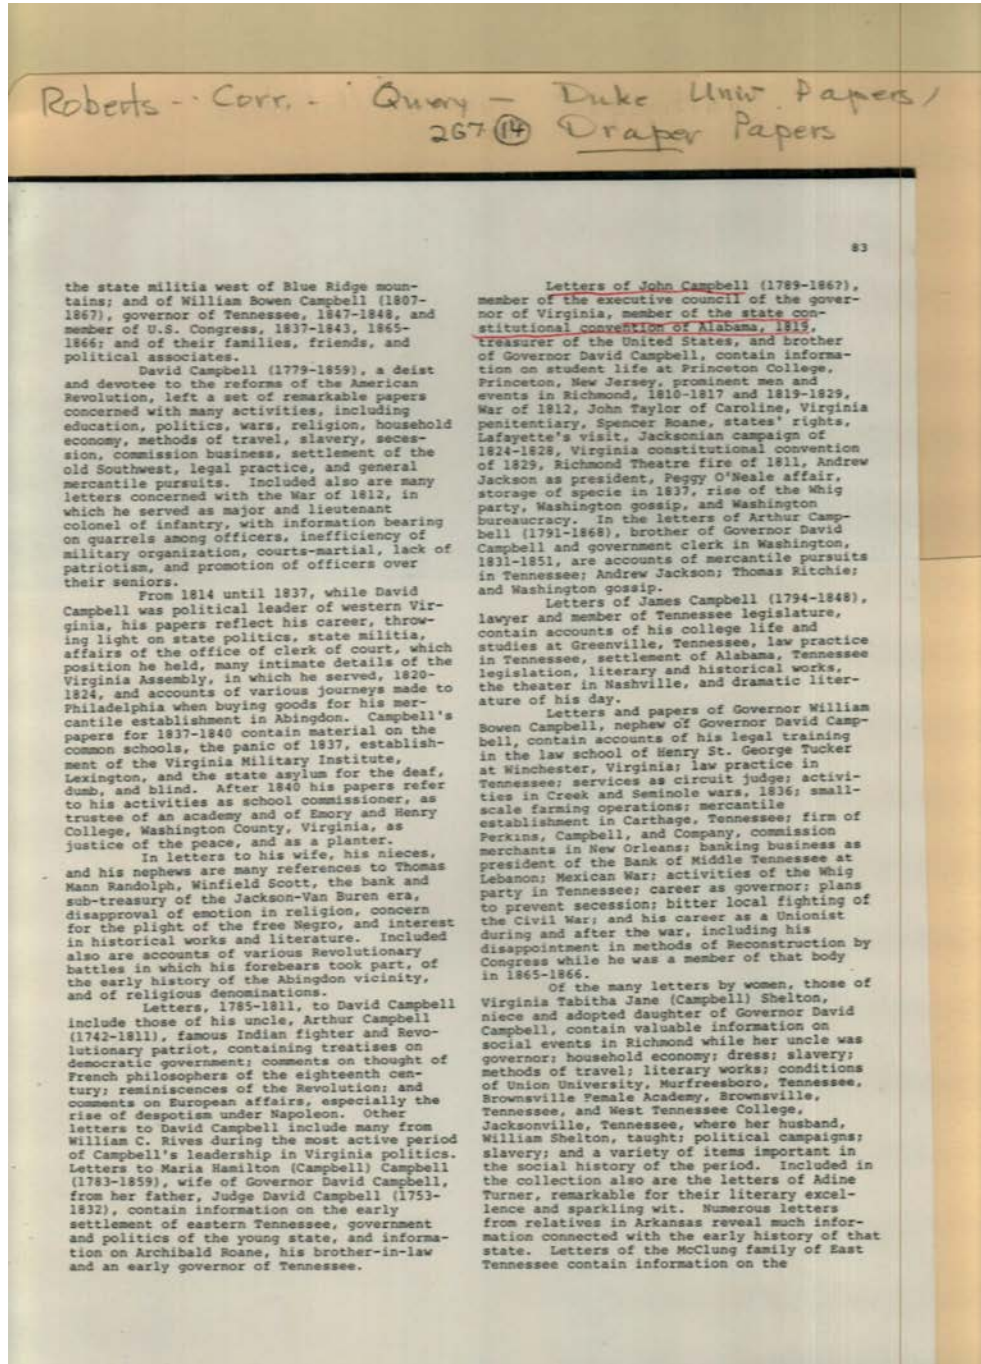 Roberts -- Corr. - Query - Duke Univ Papers/
267 (14) Draper Papers
83
the state militia west of Blue Ridge moun-
tains; and of William Bowen Campbell (1807-
1867), governor of Tennessee, 1847-1848, and
member of U.S. Congress, 1837-1843, 1865-
1866; and of their families, friends, and
political associates.
David Campbell (1779-1859), a deist
and devotee to the reforms of the American
Revolution, left a set of remarkable papers
concerned with many activities, including
education, politics, wars, religion, household
economy, methods of travel, slavery, seces-
sion, commission business, settlement of the
old Southwest, legal practice, and general
mercantile pursuits. Included also are many
letters concerned with the War of 1812, in
which he served as major and lieutenant
colonel of infantry, with information bearing
on quarrels among officers, inefficiency of
military organization, courts-martial, lack of
patriotism, and promotion of officers over
their seniors.
From 1814 until 1837, while David
Campbell was political leader of western Vir-
ginia, his papers reflect his career, throw-
ing light on state politics, state militia,
affairs of the office of clerk of court, which
position he held, many intimate details of the
Virginia Assembly, in which he served, 1820-
1824, and accounts of various journeys made to
Philadelphia when buying goods for his mer-
cantile establishment in Abingdon. Campbell's
papers for 1837-1840 contain material on the
common schools, the panic of 1837, establish-
ment of the Virginia Military Institute,
Lexington, and the state asylum for the deaf,
dumb, and blind. After 1840 his papers refer
to his activities as school commissioner, as
trustee of an academy and of Emory and Henry
College, Washington County, Virginia, as
justice of the peace, and as a planter.
In letters to his wife, his nieces,
and his nephews are many references to Thomas
Mann Randolph, Winfield Scott, the bank and
sub-treasury of the Jackson-Van Buren era,
disapproval of emotion in religion, concern
for the plight of the free Negro, and interest
in historical works and literature. Included
also are accounts of various Revolutionary
battles in which his forebears took part, of
the early history of the Abingdon vicinity,
and of religious denominations.
Letters, 1785-1811, to David Campbell
include those of his uncle, Arthur Campbell
(1742-1811), famous Indian fighter and Revo-
lutionary patriot, containing treatises on
democratic government; comments on thought of
French philosophers of the eighteenth cen-
tury; reminiscences of the Revolution; and
comments on European affairs, especially the
rise of despotism under Napoleon. Other
letters to David Campbell include many from
William C. Rives during the most active period
of Campbell's leadership in Virginia politics.
Letters to Maria Hamilton (Campbell) Campbell
(1783-1859), wife of Governor David Campbell,
from her father, Judge David Campbell (1753-
1832), contain information on the early
settlement of eastern Tennessee, government
and politics of the young state, and informa-
tion on Archibald Roane, his brother-in-law
and an early governor of Tennessee.
Letters of John Campbell (1789-186?),
member of the executive council of the gover-
nor of Virginia, member of the state con-
stitutional convention of Alabama, 1819,
treasurer of the United States, and brother
of Governor David Campbell, contain informa-
tion on student life at Princeton College,
Princeton, New Jersey, prominent men and
events in Richmond, 1810-1817 and 1819-1829,
War of 1812, John Taylor of Caroline, Virginia
penitentiary, Spencer Roane, states' rights,
Lafayette's visit, Jacksonian campaign of
1824-1828, Virginia constitutional convention
of 1829, Richmond Theatre fire of 1811, Andrew
Jackson as president, Peggy O'Neale affair,
storage of specie in 1837, rise of the Whig
party, Washington gossip, and Washington
bureaucracy. In the letters of Arthur Camp-
bell (1791-1868), brother of Governor David
Campbell and government clerk in Washington,
1831-1851, are accounts of mercantile pursuits
in Tennessee; Andrew Jackson; Thomas Ritchie;
and Washington gossip.
Letters of James Campbell (1794-1848),
lawyer and member of Tennessee legislature,
contain accounts of his college life and
studies at Greenville, Tennessee, law practice
in Tennessee, settlement of Alabama, Tennessee
legislation, literary and historical works,
the theater in Nashville, and dramatic liter-
ature of his day.
Letters and papers of Governor William
Bowen Campbell, nephew of Governor David Camp-
bell, contain accounts of his legal training
in the law school of Henry St. George Tucker
at Winchester, Virginia; law practice in
Tennessee; services as circuit judge; activi-
ties in Creek and Seminole wars, 1836; small-
scale farming operations; mercantile
establishment in Carthage, Tennessee; firm of
Perkins, Campbell, and Company, commission
merchants in New Orleans; banking business as
president of the Bank of Middle Tennessee at
Lebanon; Mexican War; activities of the Whig
party in Tennessee; career as governor; plans
to prevent secession; bitter local fighting of
the Civil War; and his career as a Unionist
during and after the war, including his
disappointment in methods of Reconstruction by
Congress while he was a member of that body
in 1865-1866.
Of the many letters by women, those of
Virginia Tabitha Jane (Campbell) Shelton,
niece and adopted daughter of Governor David
Campbell, contain valuable information on
social events in Richmond while her uncle was
governor; household economy; dress; slavery;
methods of travel; literary works; conditions
of Union University, Murfreesboro, Tennessee,
Brownsville Female Academy, Brownsville,
Tennessee, and West Tennessee College,
Jacksonville, Tennessee, where her husband,
William Shelton, taught; political campaigns;
slavery; and a variety of items important in
the social history of the period. Included in
the collection also are the letters of Adine
Turner, remarkable for their literary excel-
lence and sparkling wit. Numerous letters
from relatives in Arkansas reveal much infor-
mation connected with the early history of that
state. Letters of the McClung family of East
Tennessee contain information on the